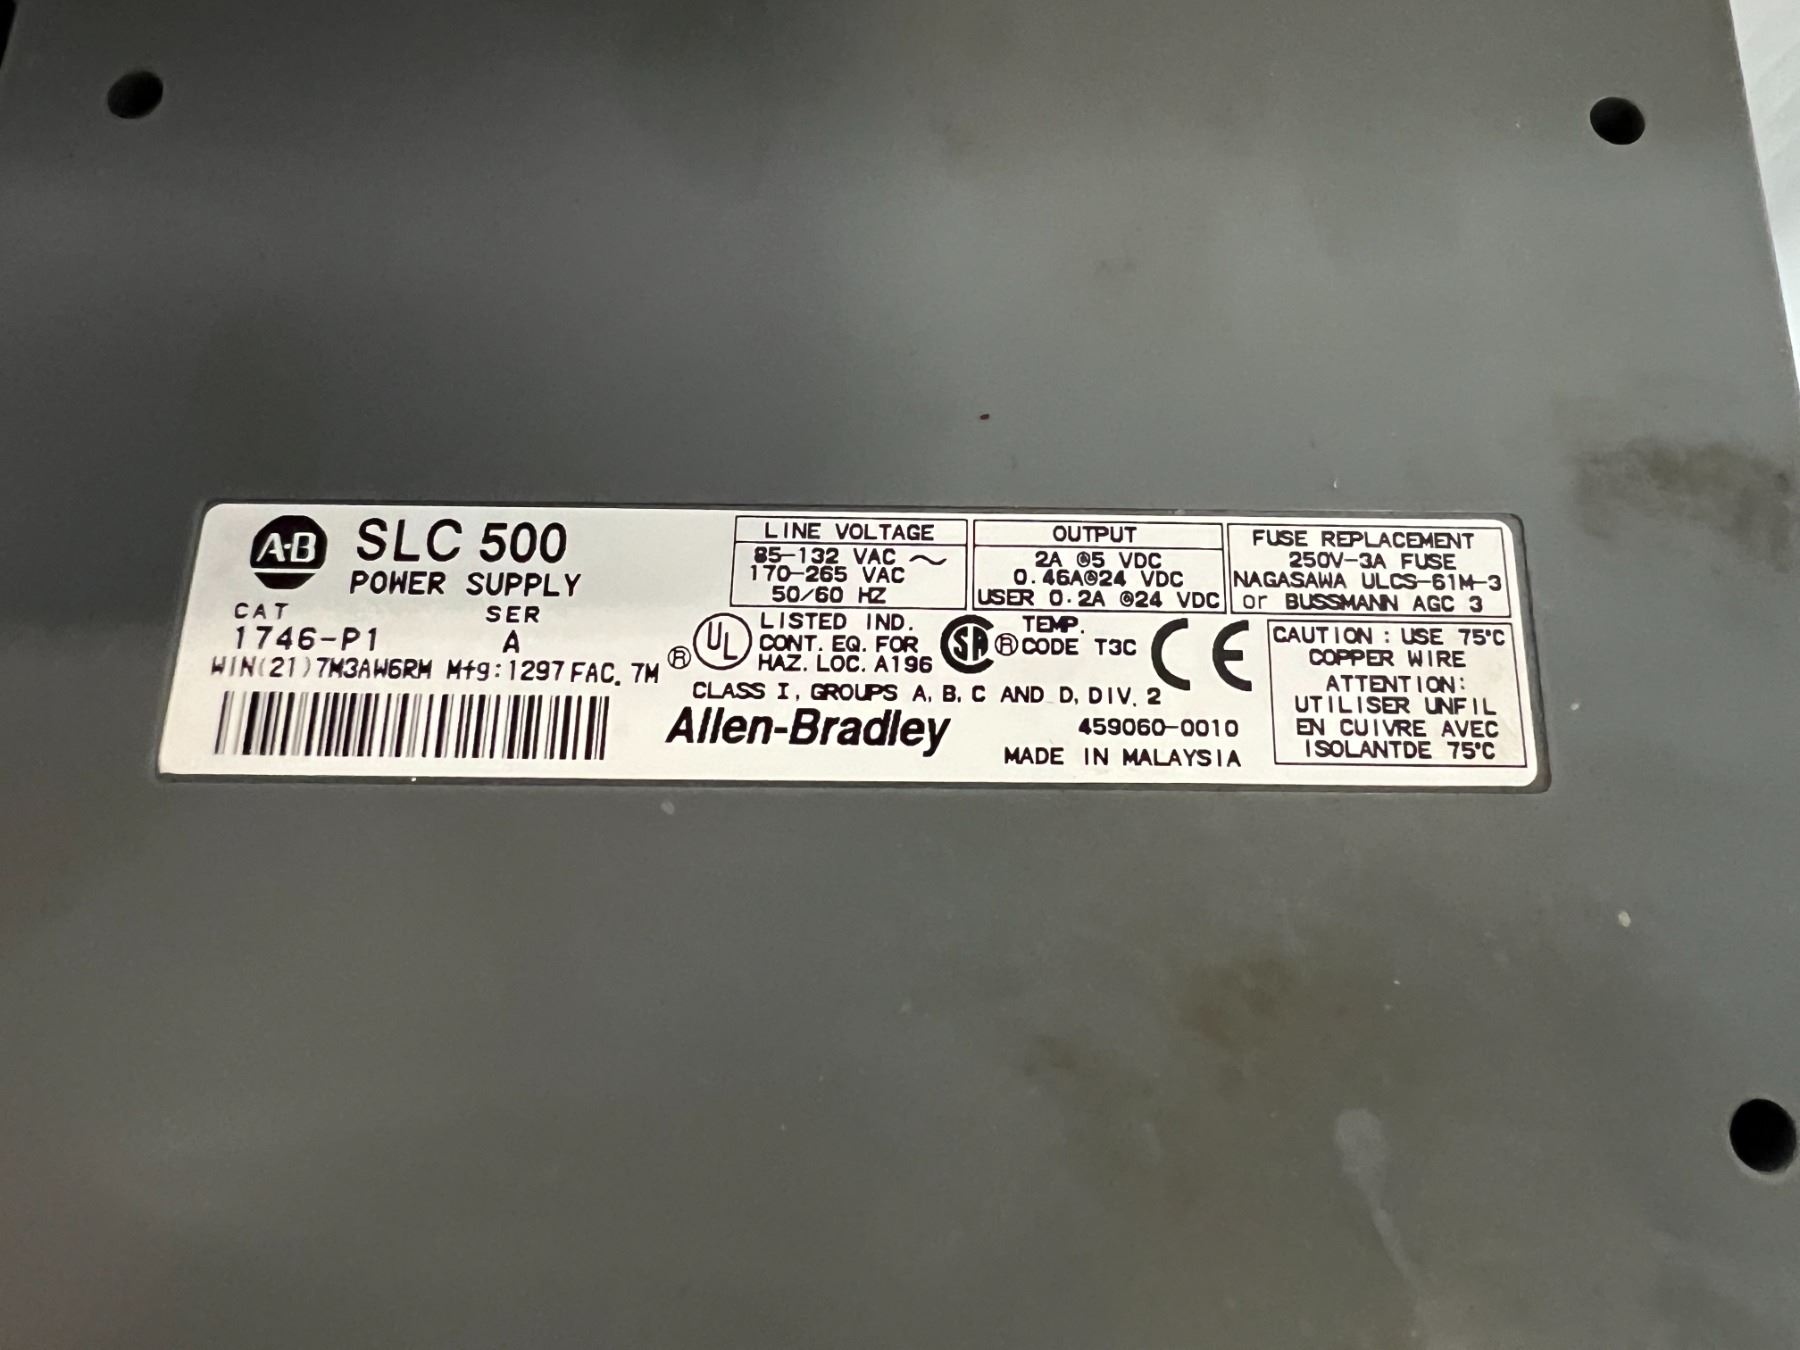 A-B SLC 500
POWER SUPPLY
CAT SER
1746-P1 A
WIN(21)7M3AW6RM Mfg:1297 FAC. 7M
LINE VOLTAGE
85-132 VAC ~
170-265 VAC
50/60 HZ
OUTPUT
2A @5 VDC
0.46A@24 VDC
USER 0.2A @24 VDC
FUSE REPLACEMENT
250V-3A FUSE
NAGASAWA ULCS-61M-3
or BUSSMANN AGC 3
® UL
LISTED IND.
CONT. EQ. FOR
HAZ. LOC. A196
SA ®
TEMP.
CODE T3C
CE
CLASS I, GROUPS A, B, C AND D, DIV. 2
Allen-Bradley
459060-0010
MADE IN MALAYSIA
CAUTION : USE 75°C
COPPER WIRE
ATTENTION:
UTILISER UNFIL
EN CUIVRE AVEC
ISOLANTDE 75°C